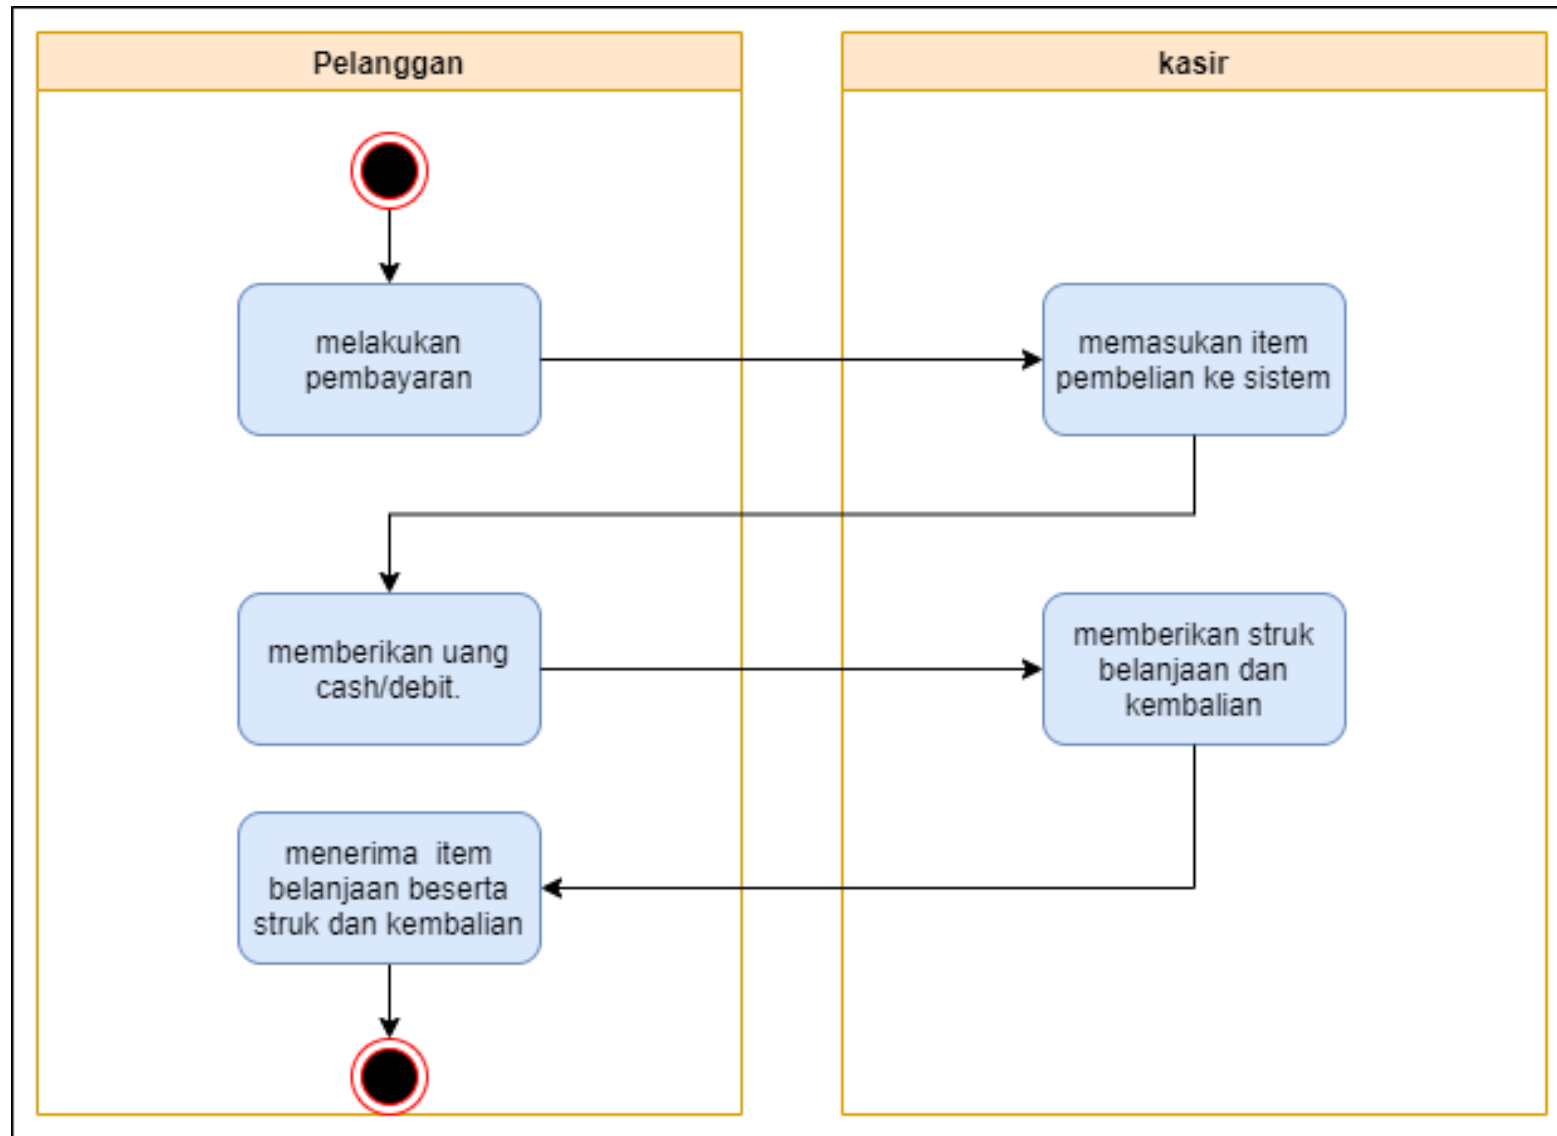 Pelanggan
kasir
melakukan
pembayaran
memasukan item
pembelian ke sistem
memberikan uang
cash/debit.
memberikan struk
belanjaan dan
kembalian
menerima  item
belanjaan beserta
struk dan kembalian